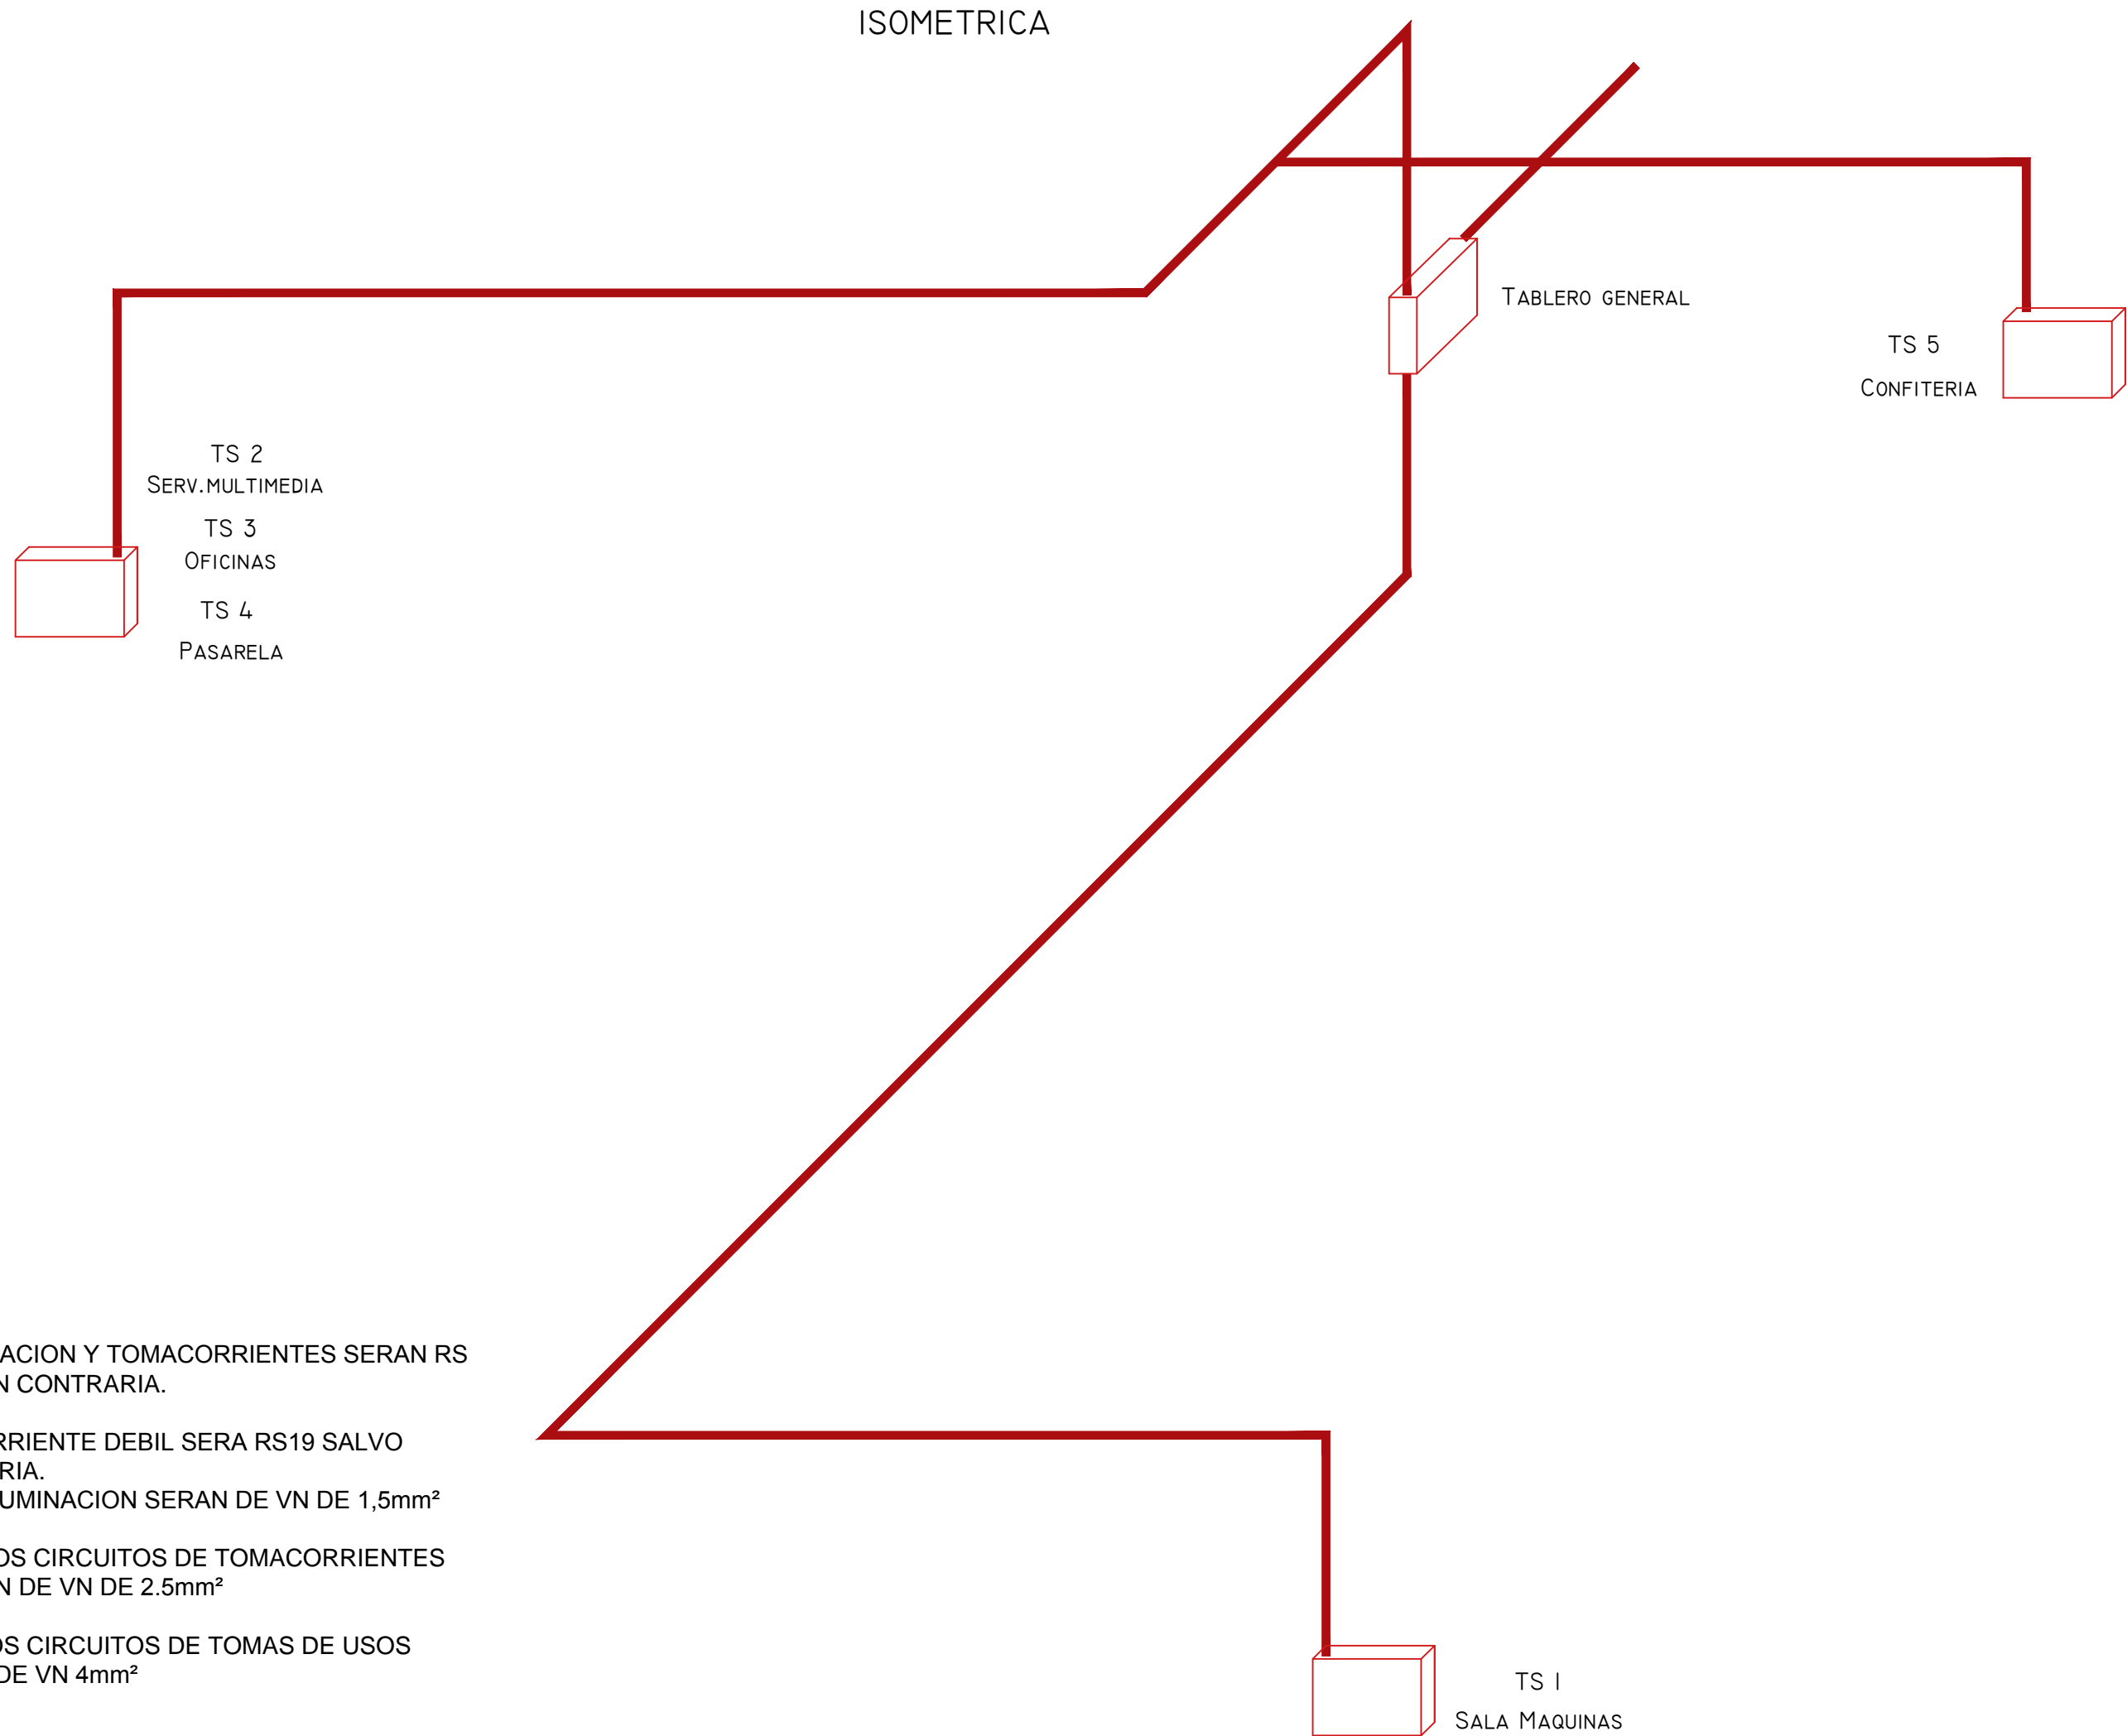 ISOMETRICA
TABLERO GENERAL
TS 5
CONFITERIA
TS 2
SERV.MULTIMEDIA
TS 3
OFICINAS
TS 4
PASARELA
ACION Y TOMACORRIENTES SERAN RS
N CONTRARIA.
RRIENTE DEBIL SERA RS19 SALVO
RIA.
UMINACION SERAN DE VN DE 1,5mm²
OS CIRCUITOS DE TOMACORRIENTES
N DE VN DE 2.5mm²
OS CIRCUITOS DE TOMAS DE USOS
DE VN 4mm²
TS 1
SALA MAQUINAS